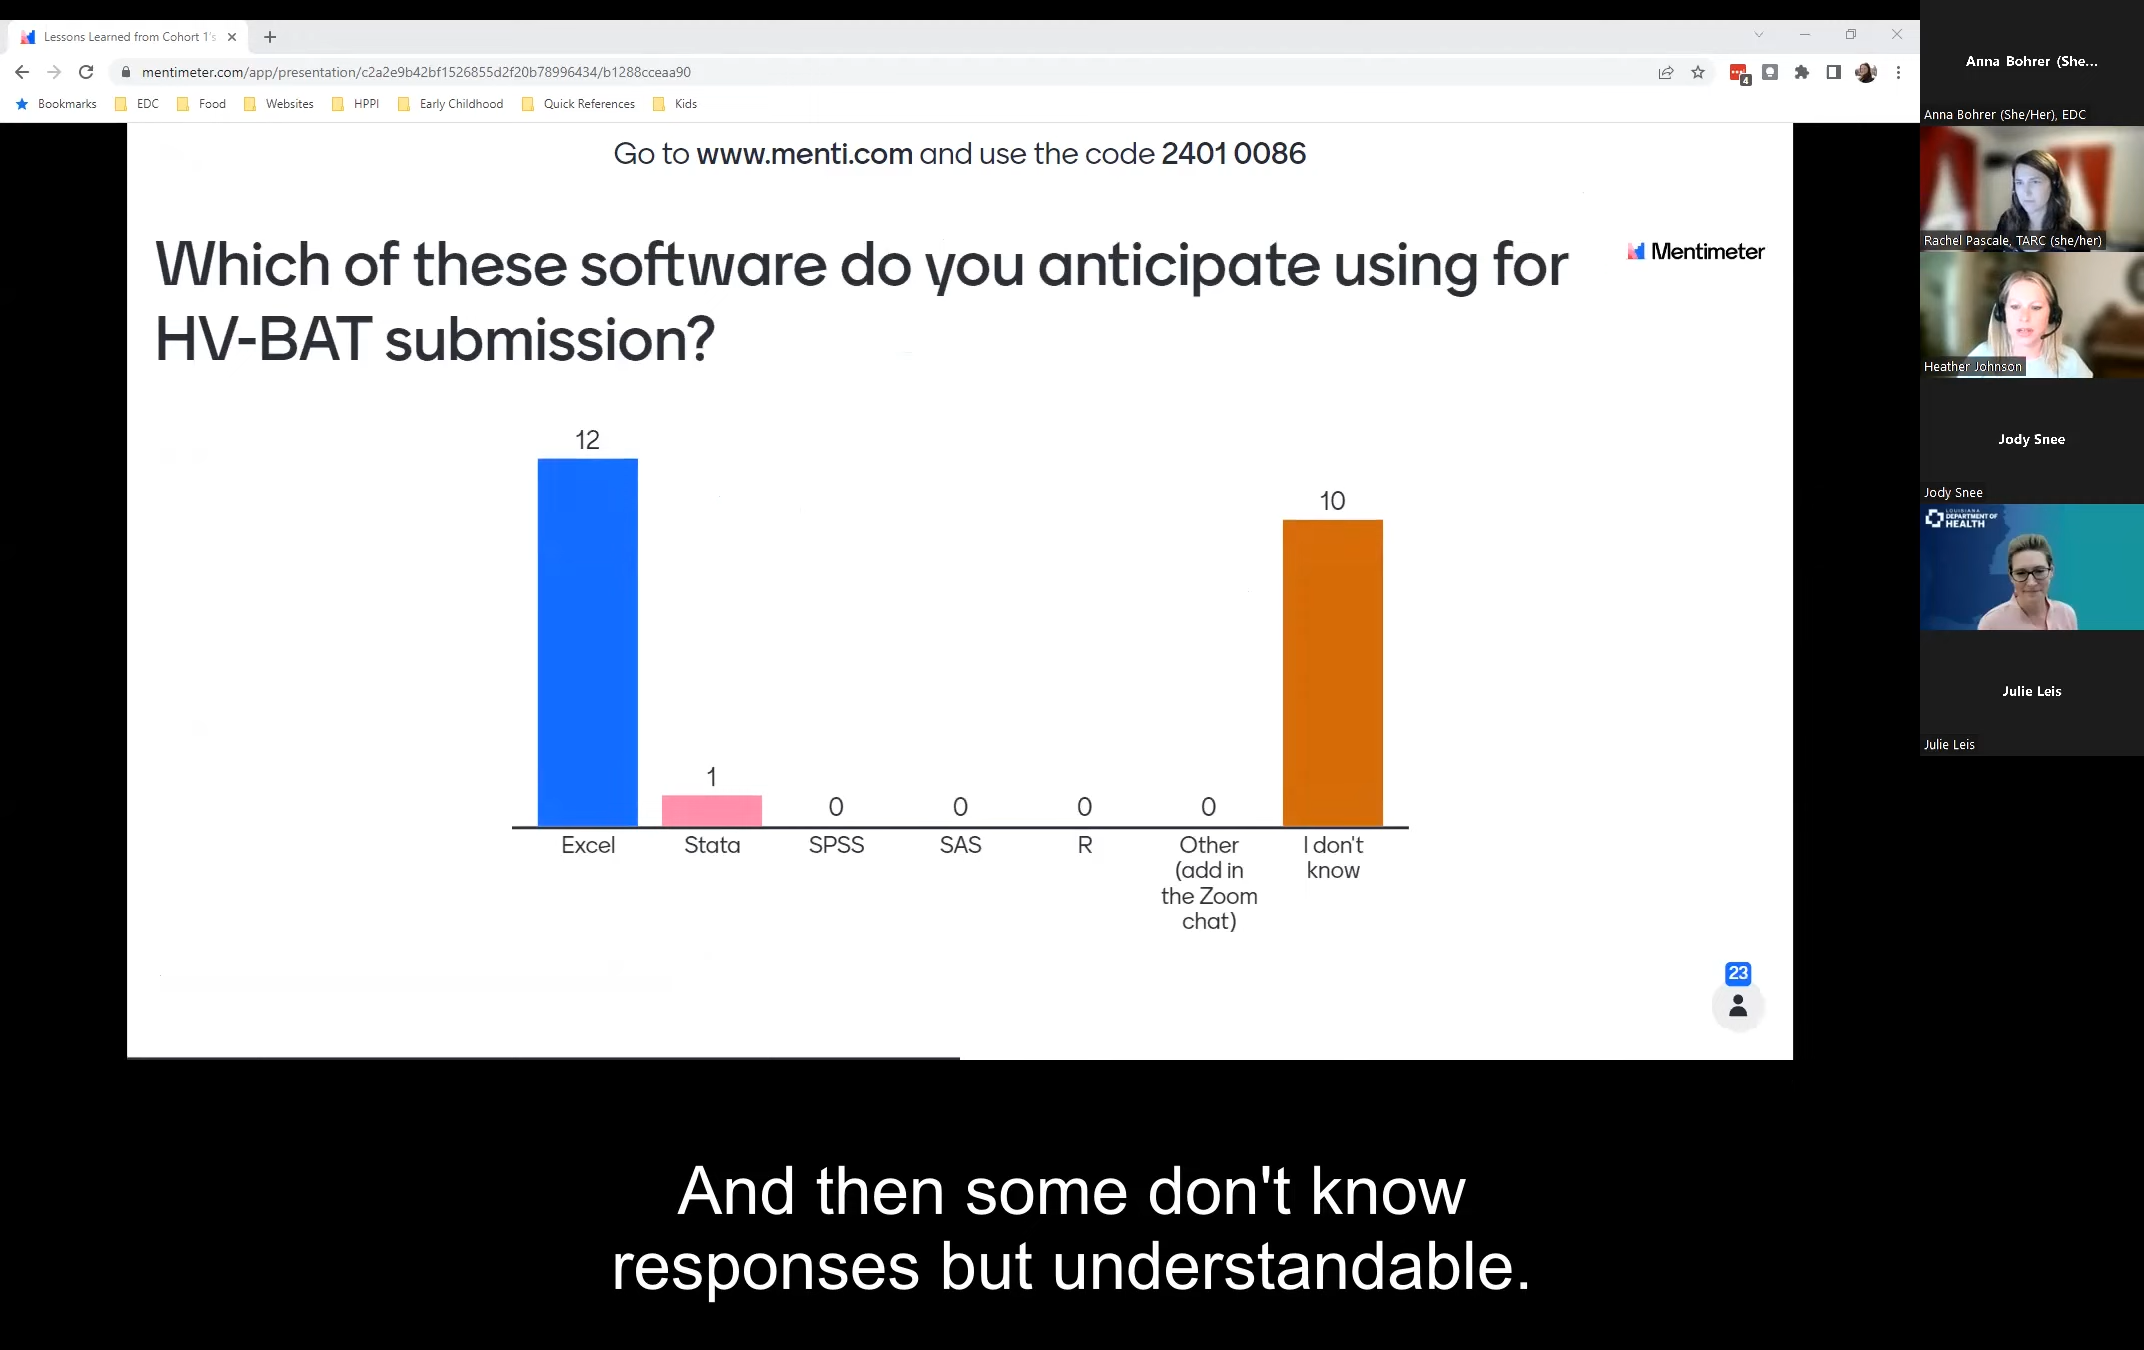 Lessons Learned from Cohort 1's
mentimeter.com/app/presentation/c2a2e9b42bf1526855d2f20b78996434/b1288cceaa90
4
Bookmarks EDC Food Websites HPPI Early Childhood Quick References Kids
Go to www.menti.com and use the code 2401 0086
Which of these software do you anticipate using for
HV-BAT submission?
Mentimeter
12
1
0
0
0
0
10
Excel
Stata
SPSS
SAS
R
Other
(add in
the Zoom
chat)
I don't
know
23
And then some don't know
responses but understandable.
Anna Bohrer (She...
Anna Bohrer (She/Her), EDC
Rachel Pascale, TARC (she/her)
Heather Johnson
Jody Snee
Jody Snee
LOUISIANA
DEPARTMENT OF
HEALTH
Julie Leis
Julie Leis